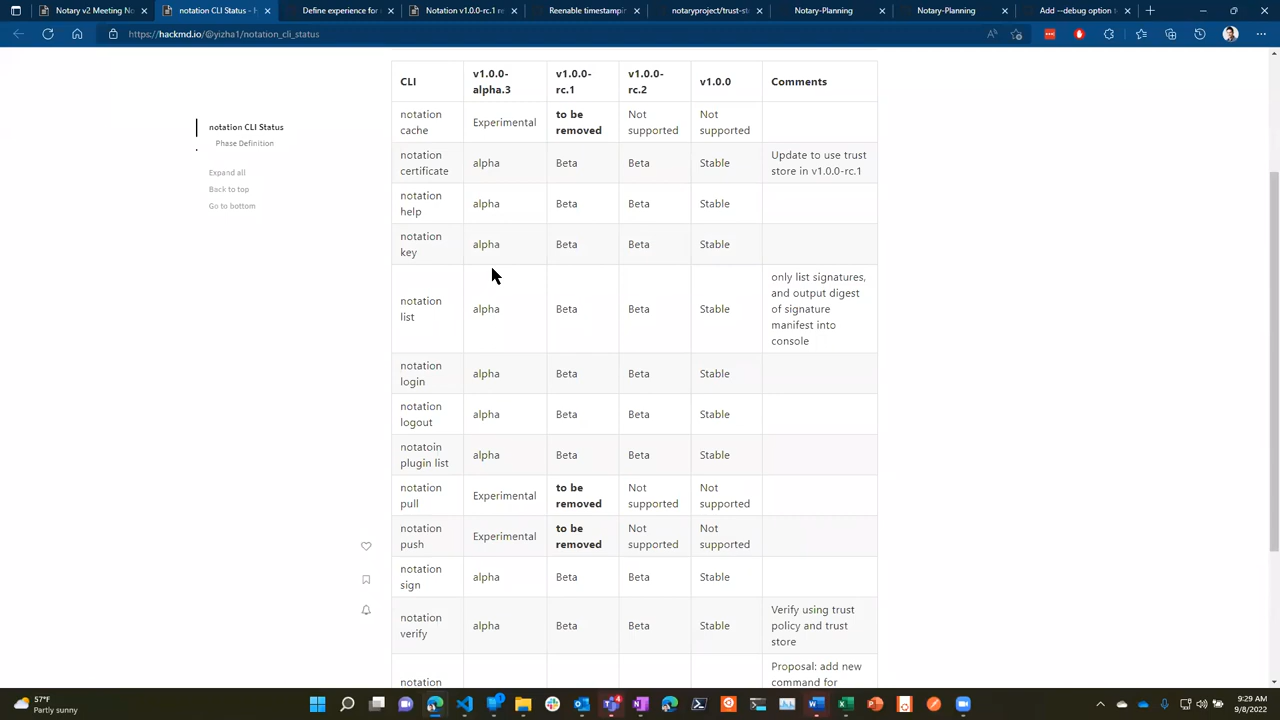 Notary v2 Meeting No
notation CLI Status - H
Define experience for
Notation v1.0.0-rc.1 re
Reenable timestampi
notaryproject/trust-st
Notary-Planning
Notary-Planning
Add --debug option t
https://hackmd.io/@yizha1/notation_cli_status
notation CLI Status
Phase Definition
Expand all
Back to top
Go to bottom
CLI
v1.0.0-
alpha.3
v1.0.0-
rc.1
v1.0.0-
rc.2
v1.0.0
Comments
notation
cache
Experimental
to be
removed
Not
supported
Not
supported
notation
certificate
alpha
Beta
Beta
Stable
Update to use trust
store in v1.0.0-rc.1
notation
help
alpha
Beta
Beta
Stable
notation
key
alpha
Beta
Beta
Stable
notation
list
alpha
Beta
Beta
Stable
only list signatures,
and output digest
of signature
manifest into
console
notation
login
alpha
Beta
Beta
Stable
notation
logout
alpha
Beta
Beta
Stable
notatoin
plugin list
alpha
Beta
Beta
Stable
notation
pull
Experimental
to be
removed
Not
supported
Not
supported
notation
push
Experimental
to be
removed
Not
supported
Not
supported
notation
sign
alpha
Beta
Beta
Stable
notation
verify
alpha
Beta
Beta
Stable
Verify using trust
policy and trust
store
notation
Proposal: add new
command for
57°F
Partly sunny
9:29 AM
9/8/2022